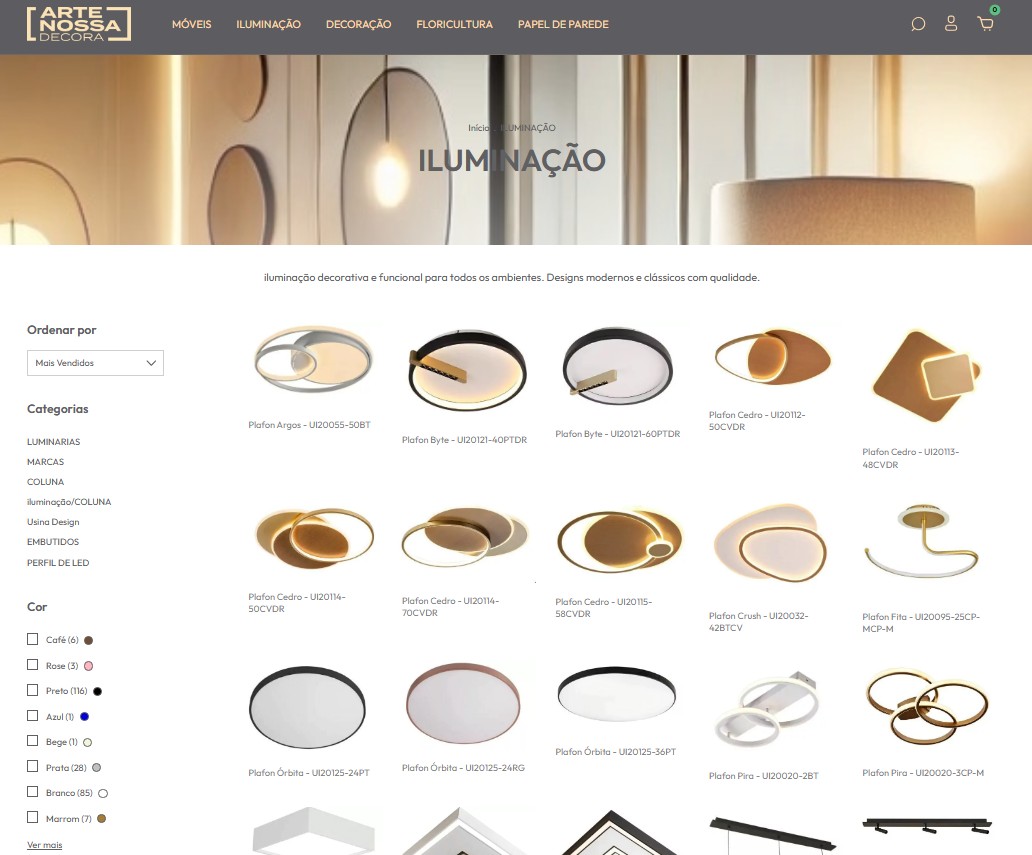 ARTE
NOSSA
DECORA
MÓVEIS
ILUMINAÇÃO
DECORAÇÃO
FLORICULTURA
PAPEL DE PAREDE
0
Início . ILUMINAÇÃO
ILUMINAÇÃO
iluminação decorativa e funcional para todos os ambientes. Designs modernos e clássicos com qualidade.
Ordenar por
Mais Vendidos
Categorias
LUMINARIAS
MARCAS
COLUNA
iluminação/COLUNA
Usina Design
EMBUTIDOS
PERFIL DE LED
Cor
Café (6)
Rose (3)
Preto (116)
Azul (1)
Bege (1)
Prata (28)
Branco (85)
Marrom (7)
Ver mais
Plafon Argos - UI20055-50BT
Plafon Byte - UI20121-40PTDR
Plafon Byte - UI20121-60PTDR
Plafon Cedro - UI20112-
50CVDR
Plafon Cedro - UI20113-
48CVDR
Plafon Cedro - UI20114-
50CVDR
Plafon Cedro - UI20114-
70CVDR
Plafon Cedro - UI20115-
58CVDR
Plafon Crush - UI20032-
42BTCV
Plafon Fita - UI20095-25CP-
MCP-M
Plafon Órbita - UI20125-24PT
Plafon Órbita - UI20125-24RG
Plafon Órbita - UI20125-36PT
Plafon Pira - UI20020-2BT
Plafon Pira - UI20020-3CP-M